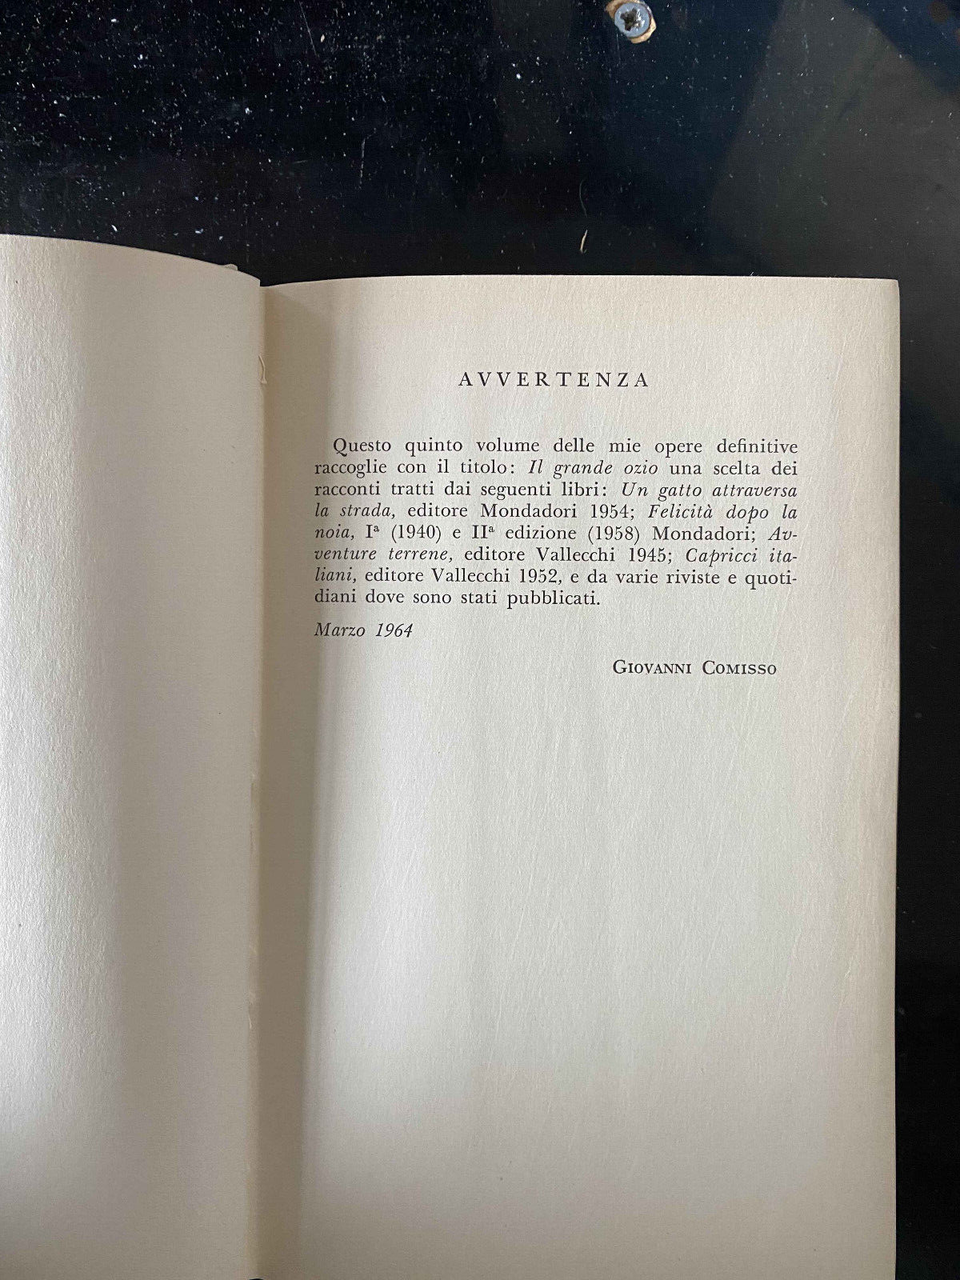 AVVERTENZA
Questo quinto volume delle mie opere definitive
raccoglie con il titolo: Il grande ozio una scelta dei
racconti tratti dai seguenti libri: Un gatto attraversa
la strada, editore Mondadori 1954; Felicità dopo la
noia, Iª (1940) e IIª edizione (1958) Mondadori; Av-
venture terrene, editore Vallecchi 1945; Capricci ita-
liani, editore Vallecchi 1952, e da varie riviste e quoti-
diani dove sono stati pubblicati.
Marzo 1964
Giovanni Comisso